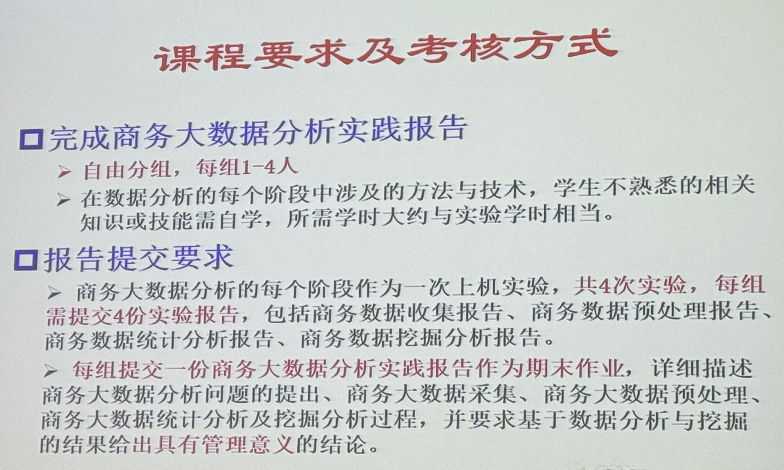 课程要求及考核方式
完成商务大数据分析实践报告
➢ 自由分组，每组1-4人
➢ 在数据分析的每个阶段中涉及的方法与技术，学生不熟悉的相关
知识或技能需自学，所需学时大约与实验学时相当。
报告提交要求
➢ 商务大数据分析的每个阶段作为一次上机实验，共4次实验，每组
需提交4份实验报告，包括商务数据收集报告、商务数据预处理报告、
商务数据统计分析报告、商务数据挖掘分析报告。
➢ 每组提交一份商务大数据分析实践报告作为期末作业，详细描述
商务大数据分析问题的提出、商务大数据采集、商务大数据预处理、
商务大数据统计分析及挖掘分析过程，并要求基于数据分析与挖掘
的结果给出具有管理意义的结论。